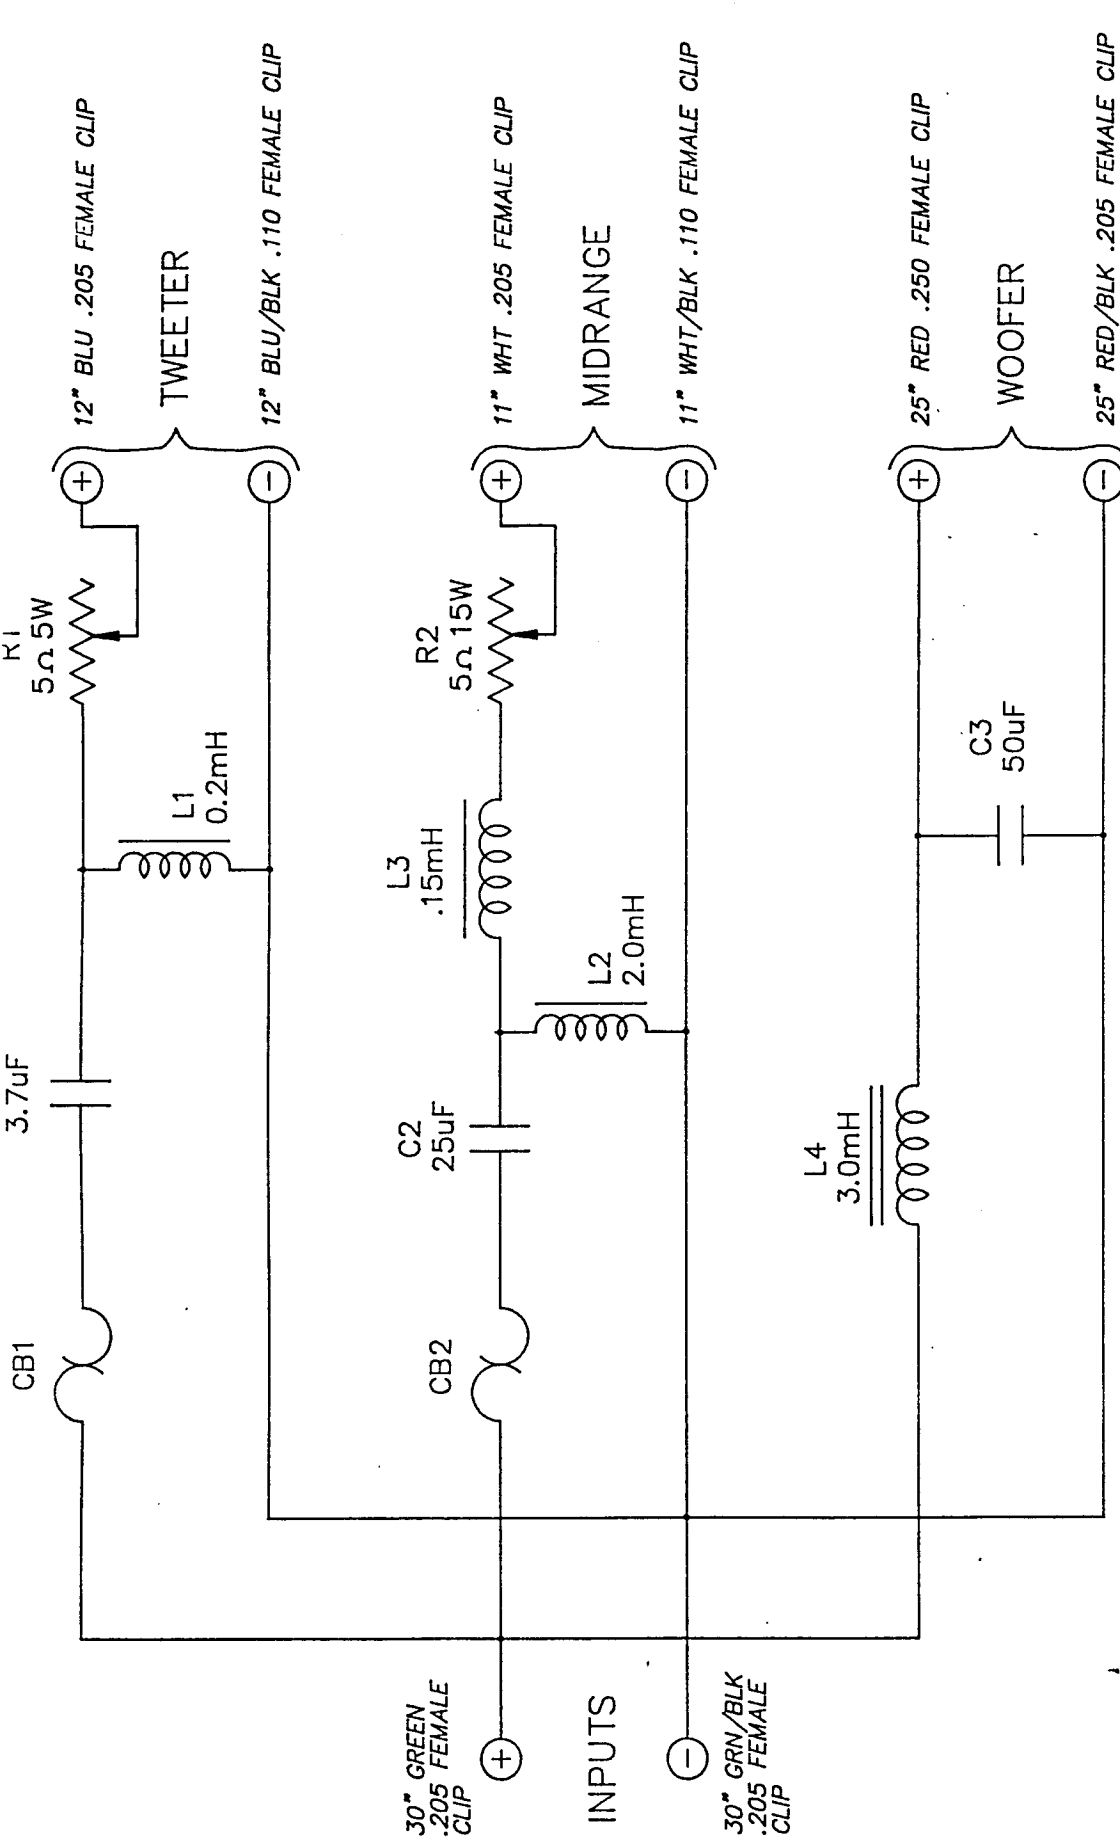 CB1
3.7uF
L1
0.2mH
R1
5Ω 5W
12" BLU .205 FEMALE CLIP
TWEETER
12" BLU/BLK .110 FEMALE CLIP
30" GREEN
.205 FEMALE
CLIP
INPUTS
30" GRN/BLK
.205 FEMALE
CLIP
CB2
C2
25uF
L2
2.0mH
L3
.15mH
R2
5Ω 15W
11" WHT .205 FEMALE CLIP
MIDRANGE
11" WHT/BLK .110 FEMALE CLIP
L4
3.0mH
C3
50uF
25" RED .250 FEMALE CLIP
WOOFER
25" RED/BLK .205 FEMALE CLIP